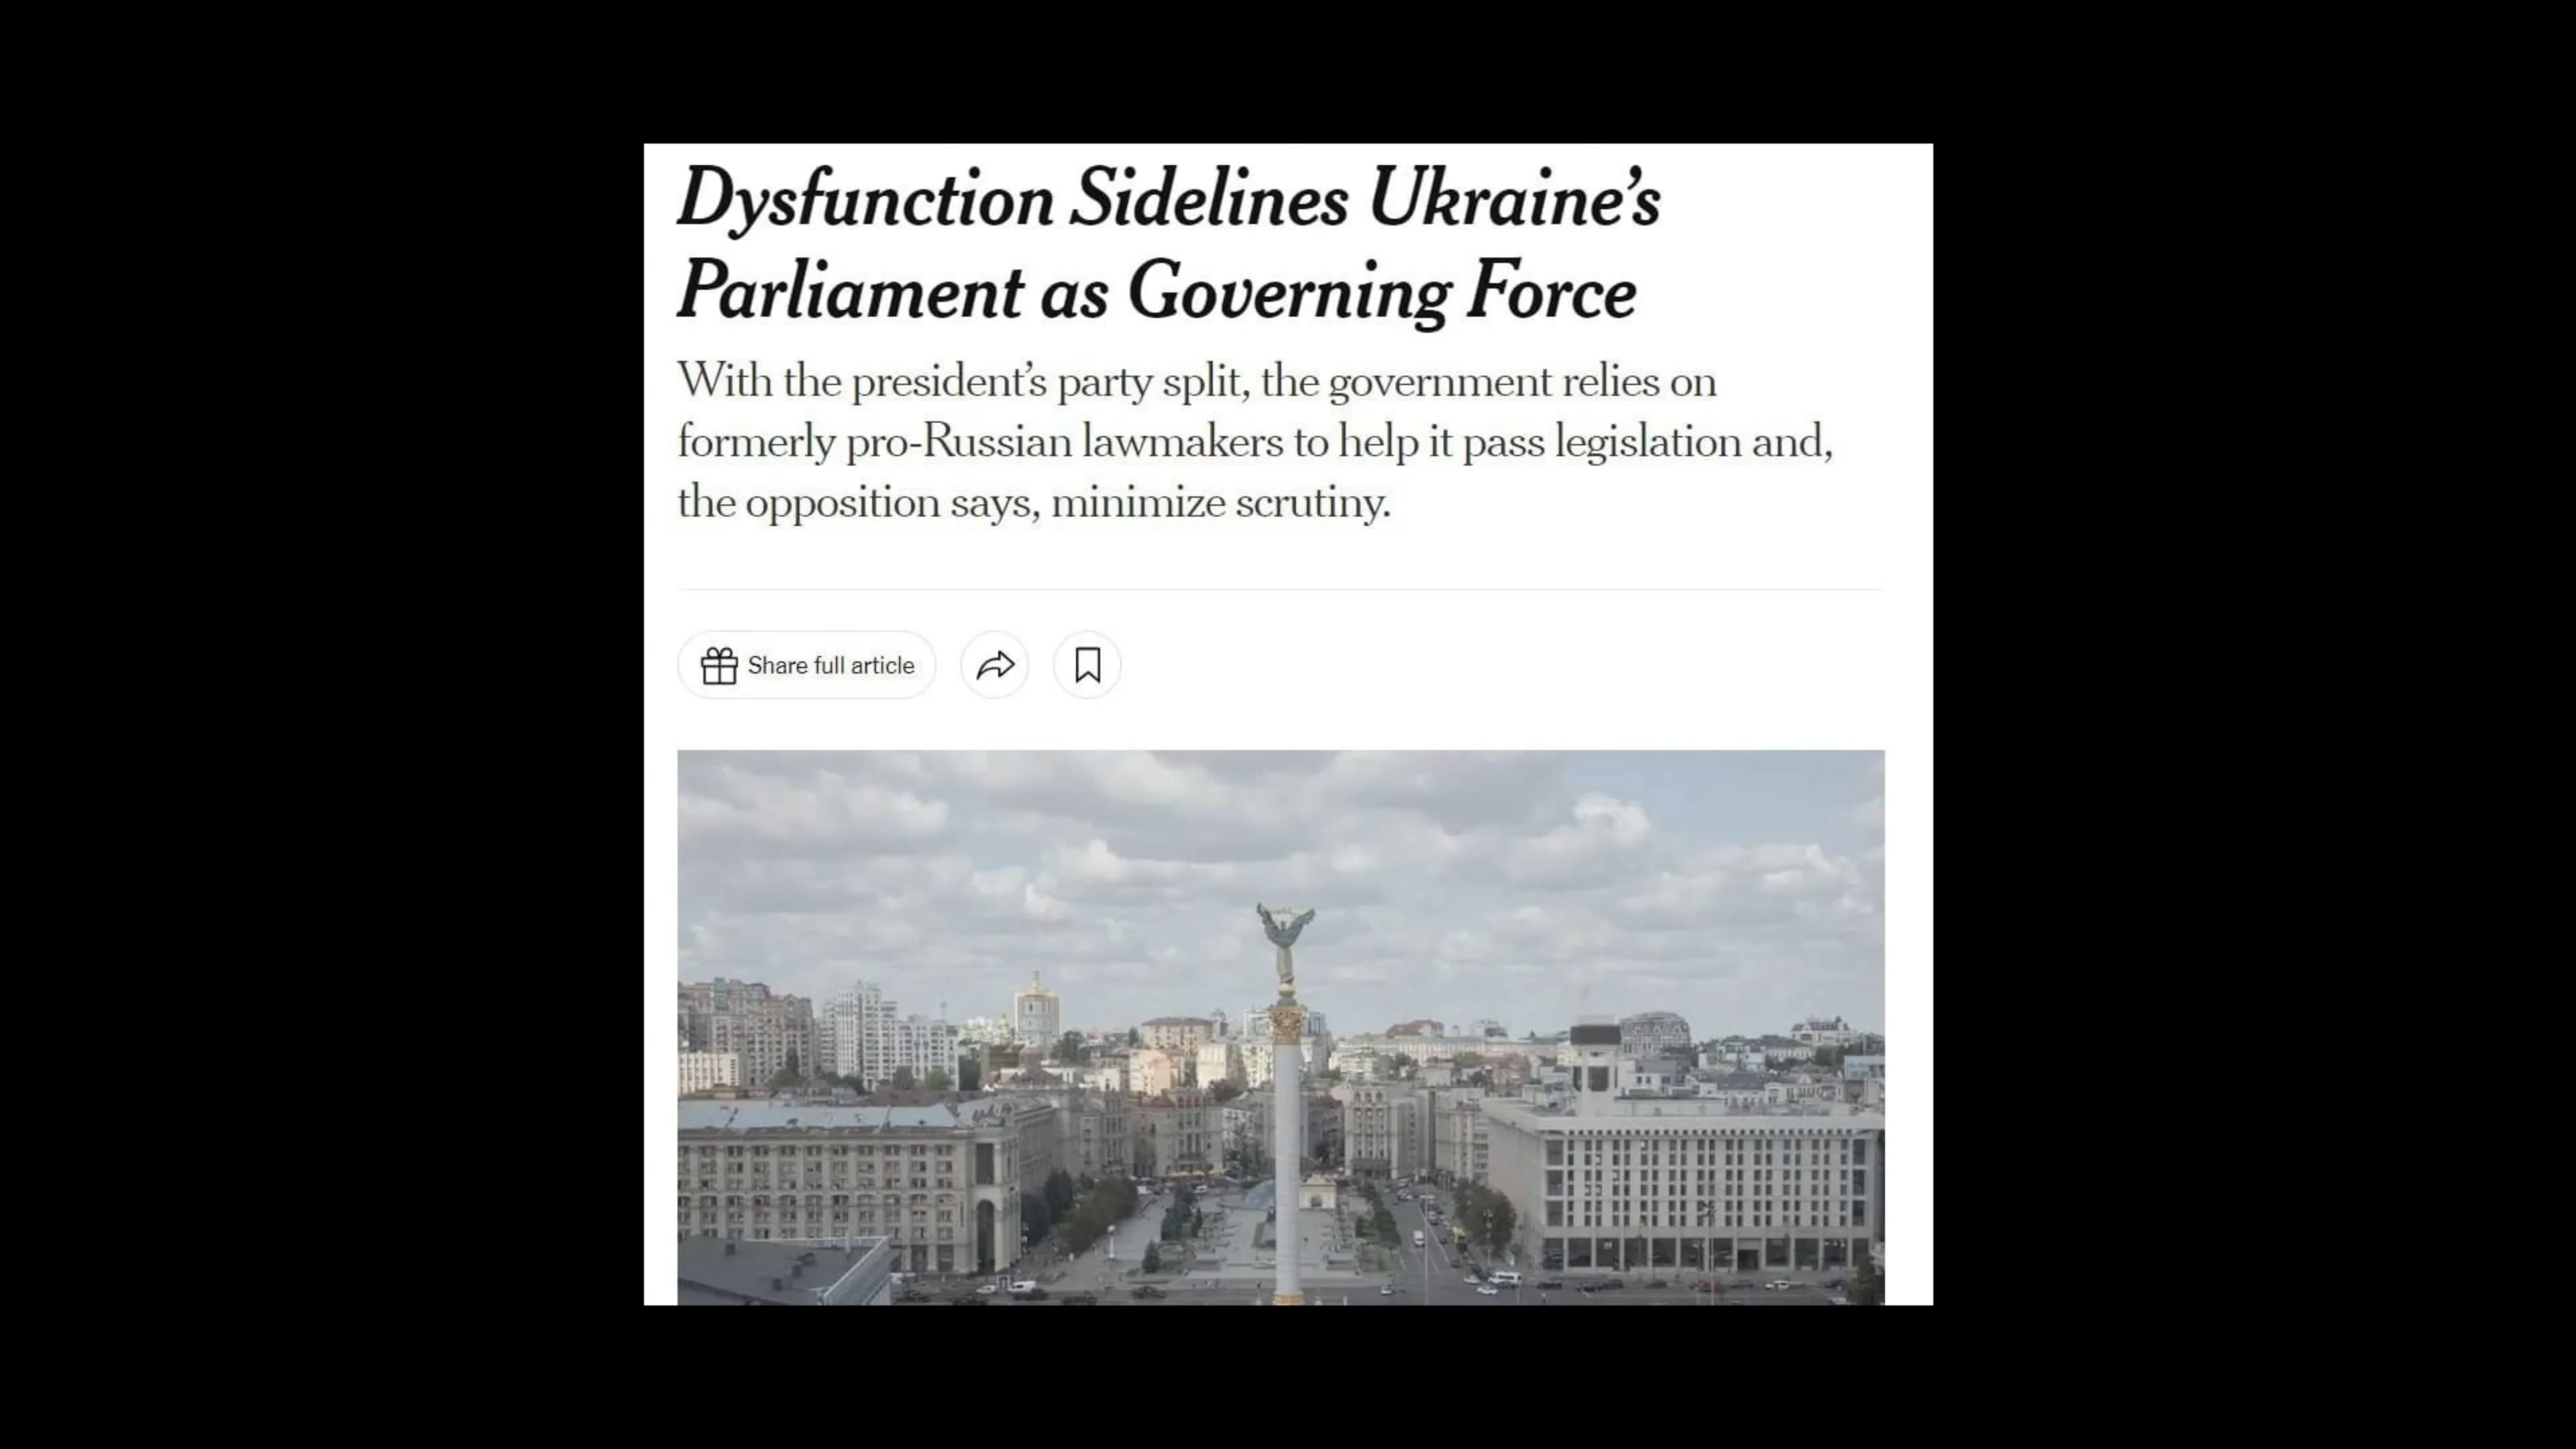 Dysfunction Sidelines Ukraine’s
Parliament as Governing Force
With the president’s party split, the government relies on
formerly pro-Russian lawmakers to help it pass legislation and,
the opposition says, minimize scrutiny.
Share full article